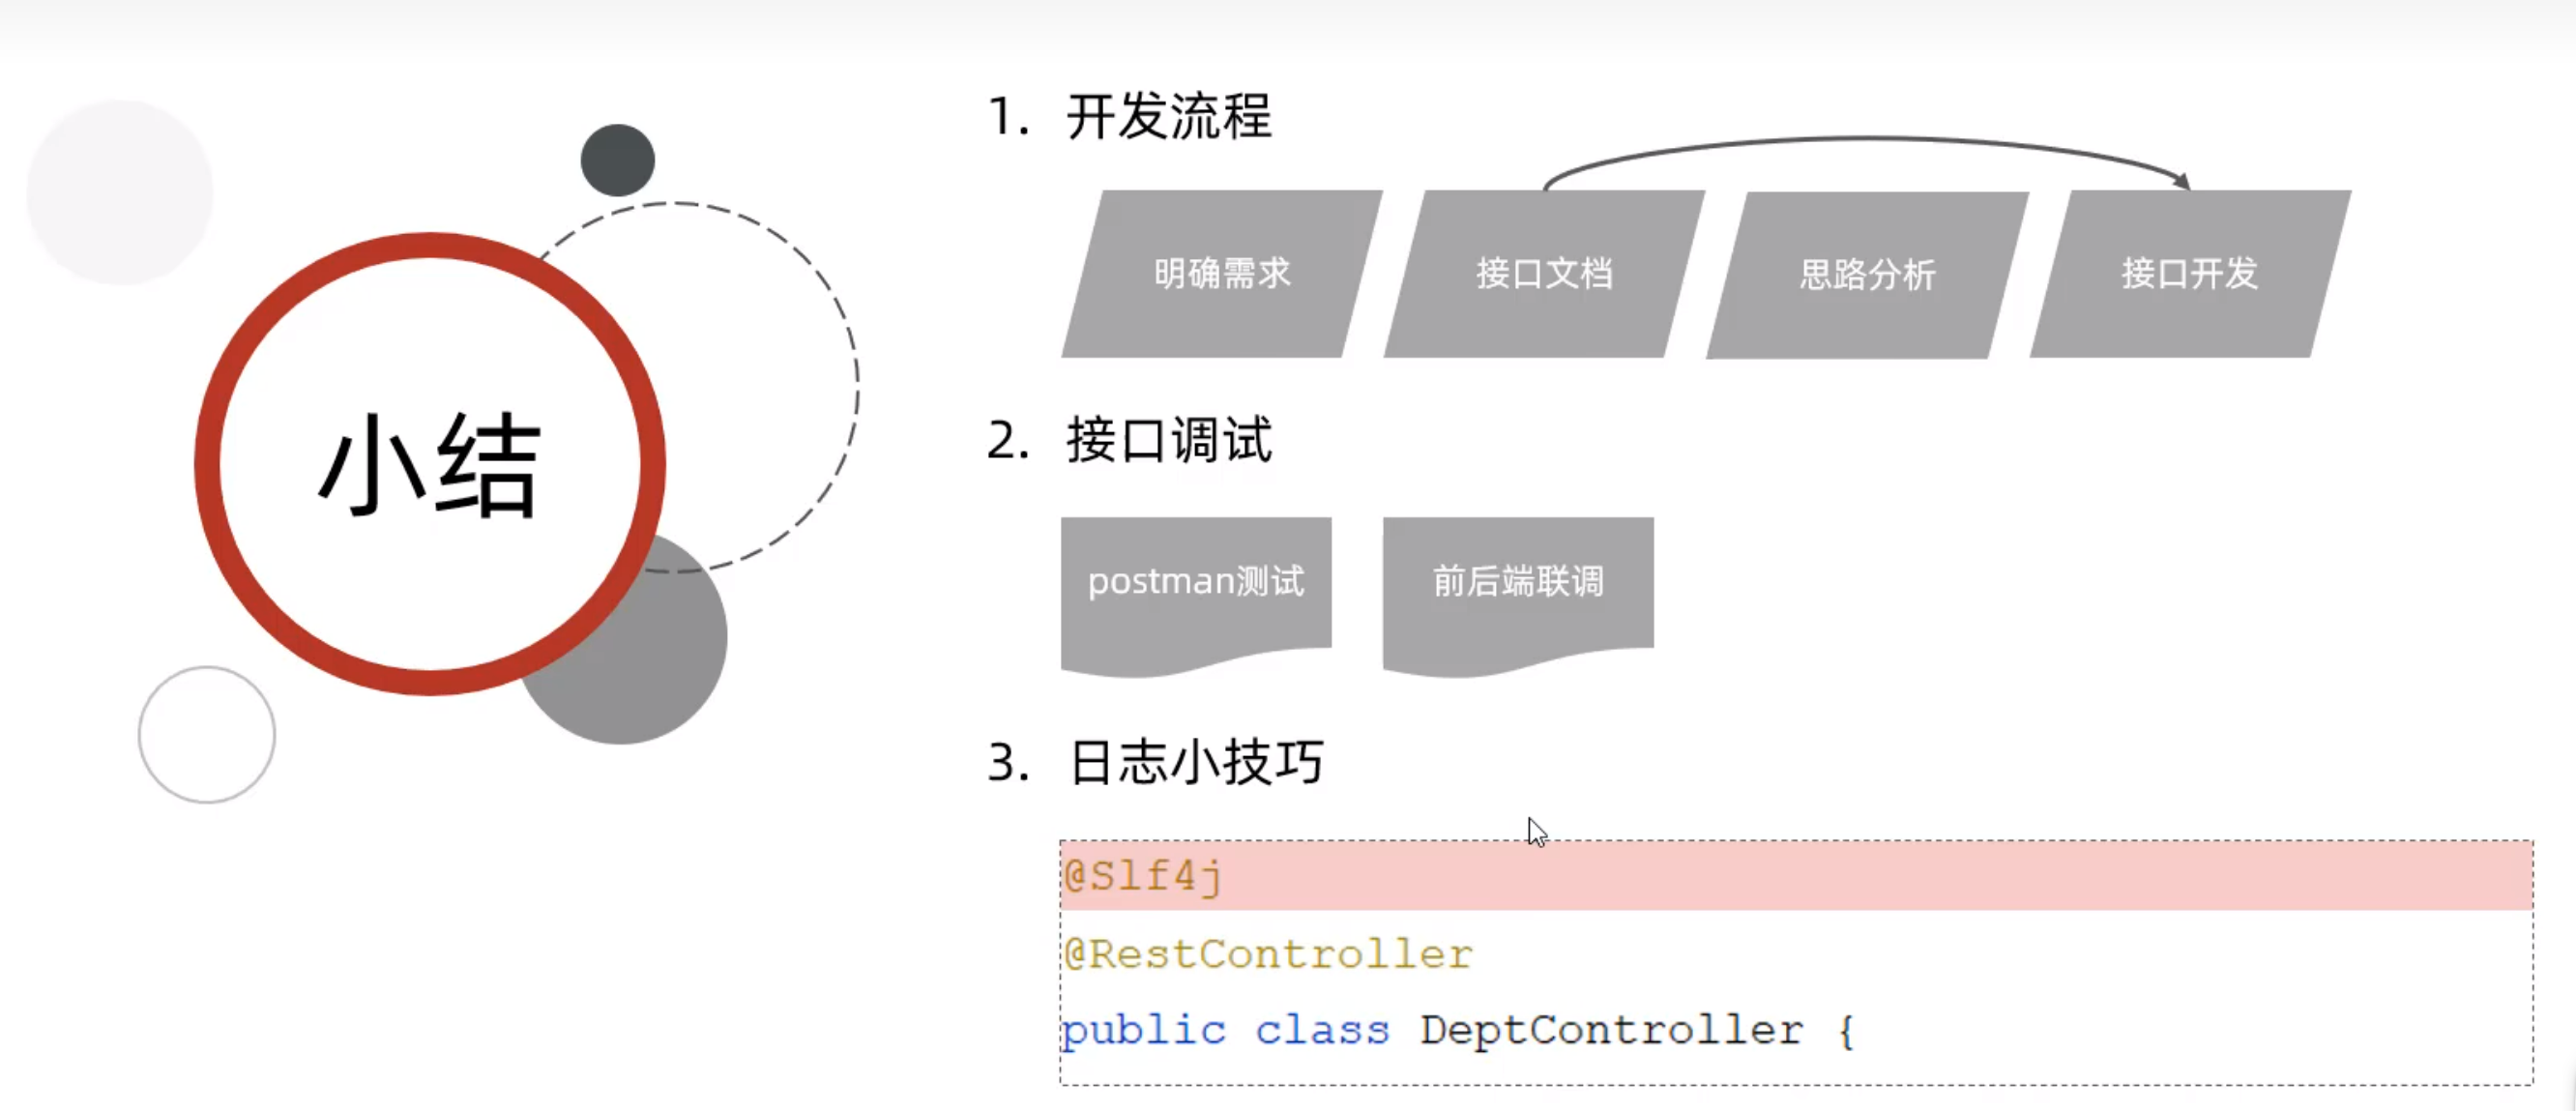 小结
1. 开发流程
明确需求
接口文档
思路分析
接口开发
2. 接口调试
postman测试
前后端联调
3. 日志小技巧
@Slf4j
@RestController
public class DeptController {